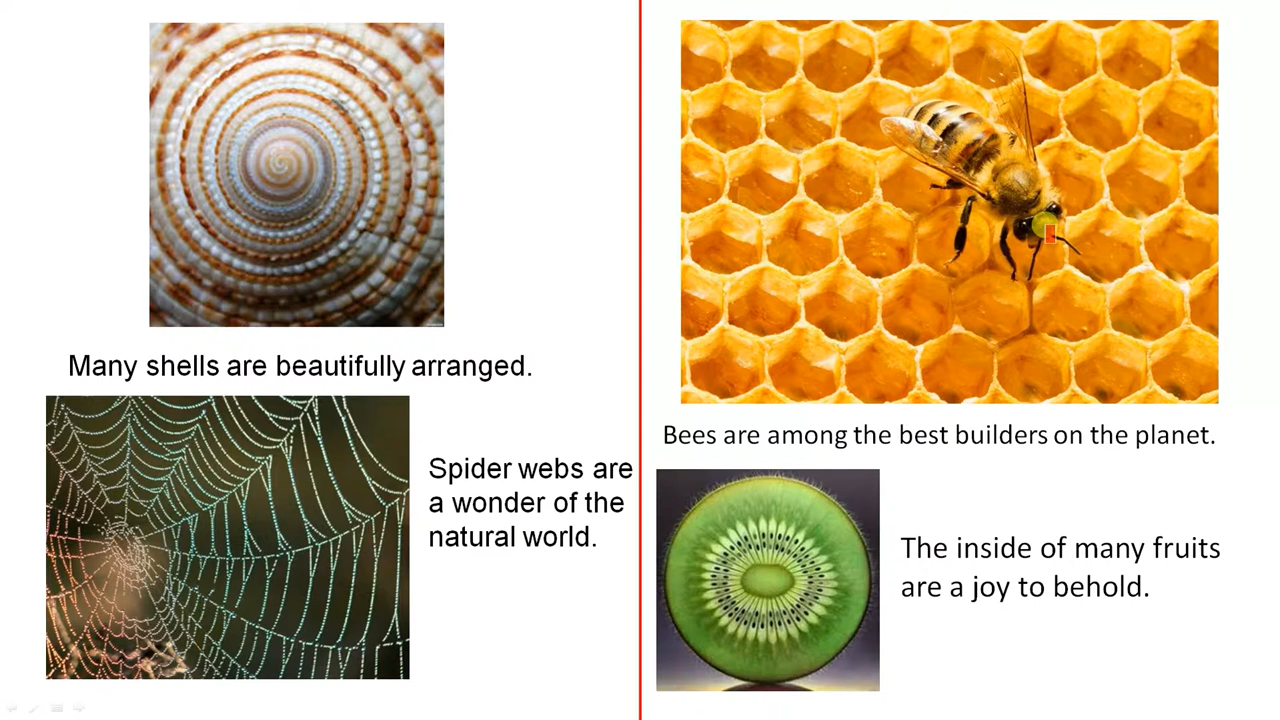 Many shells are beautifully arranged.
Spider webs are
a wonder of the
natural world.
Bees are among the best builders on the planet.
The inside of many fruits
are a joy to behold.